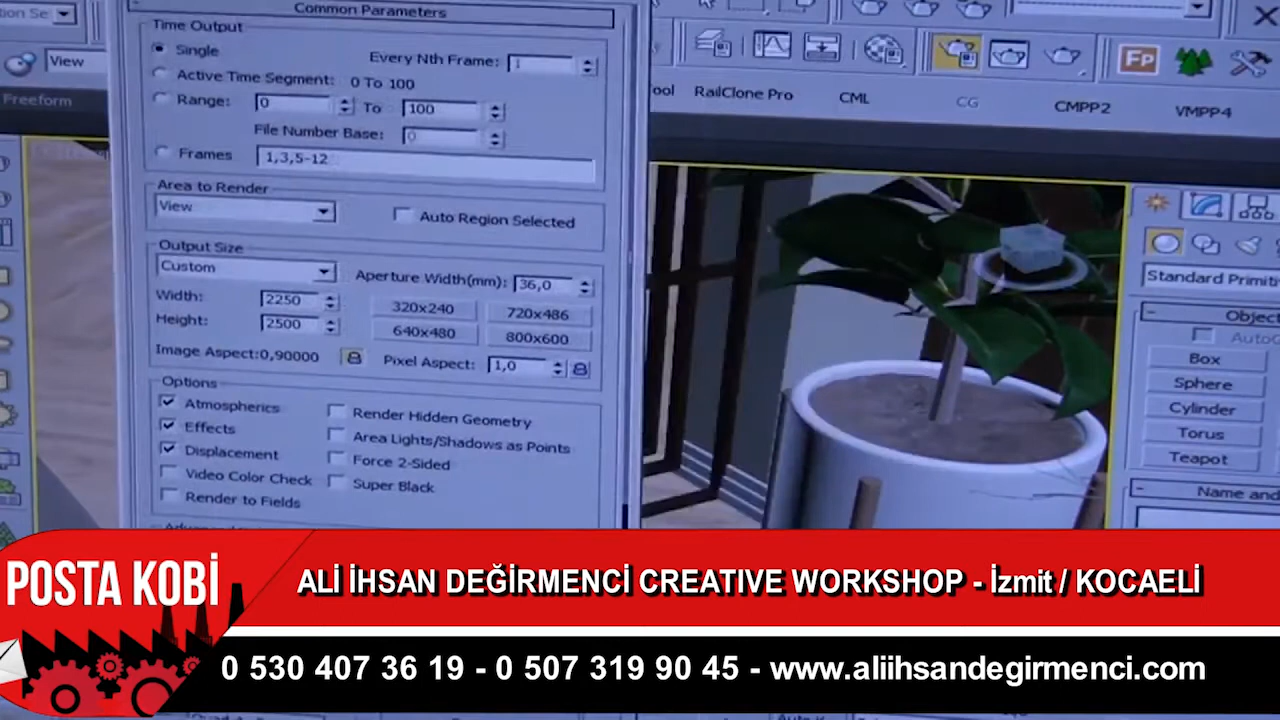 Common Parameters
Time Output
Single
Every Nth Frame: 1
Active Time Segment: 0 To 100
Range: 0 To 100
File Number Base: 0
Frames 1,3,5-12
Area to Render
View
Auto Region Selected
Output Size
Custom
Aperture Width(mm): 36,0
Width: 2250
320x240 720x486
Height: 2500
640x480 800x600
Image Aspect:0,90000
Pixel Aspect: 1,0
Options
Atmospherics
Render Hidden Geometry
Effects
Area Lights/Shadows as Points
Displacement
Force 2-Sided
Video Color Check
Super Black
Render to Fields
View
Freeform
Fp
RailClone Pro
CML
CG
CMPP2
VMPP4
Standard Primiti
Object
Box
Sphere
Cylinder
Torus
Teapot
Name and
POSTA KOBİ
ALİ İHSAN DEĞİRMENCİ CREATIVE WORKSHOP - İzmit / KOCAELİ
0 530 407 36 19 - 0 507 319 90 45 - www.aliihsandegirmenci.com